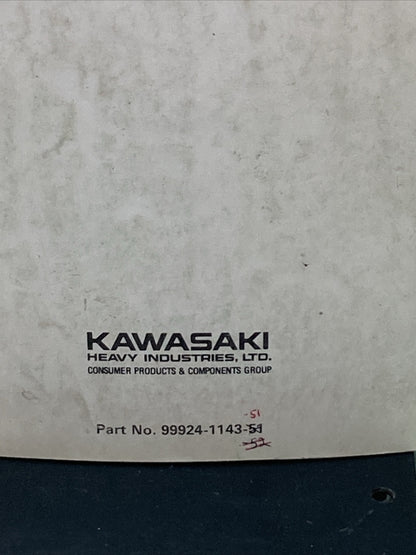 KAWASAKI
HEAVY INDUSTRIES, LTD.
CONSUMER PRODUCTS & COMPONENTS GROUP
-51
Part No. 99924-1143-51
-52